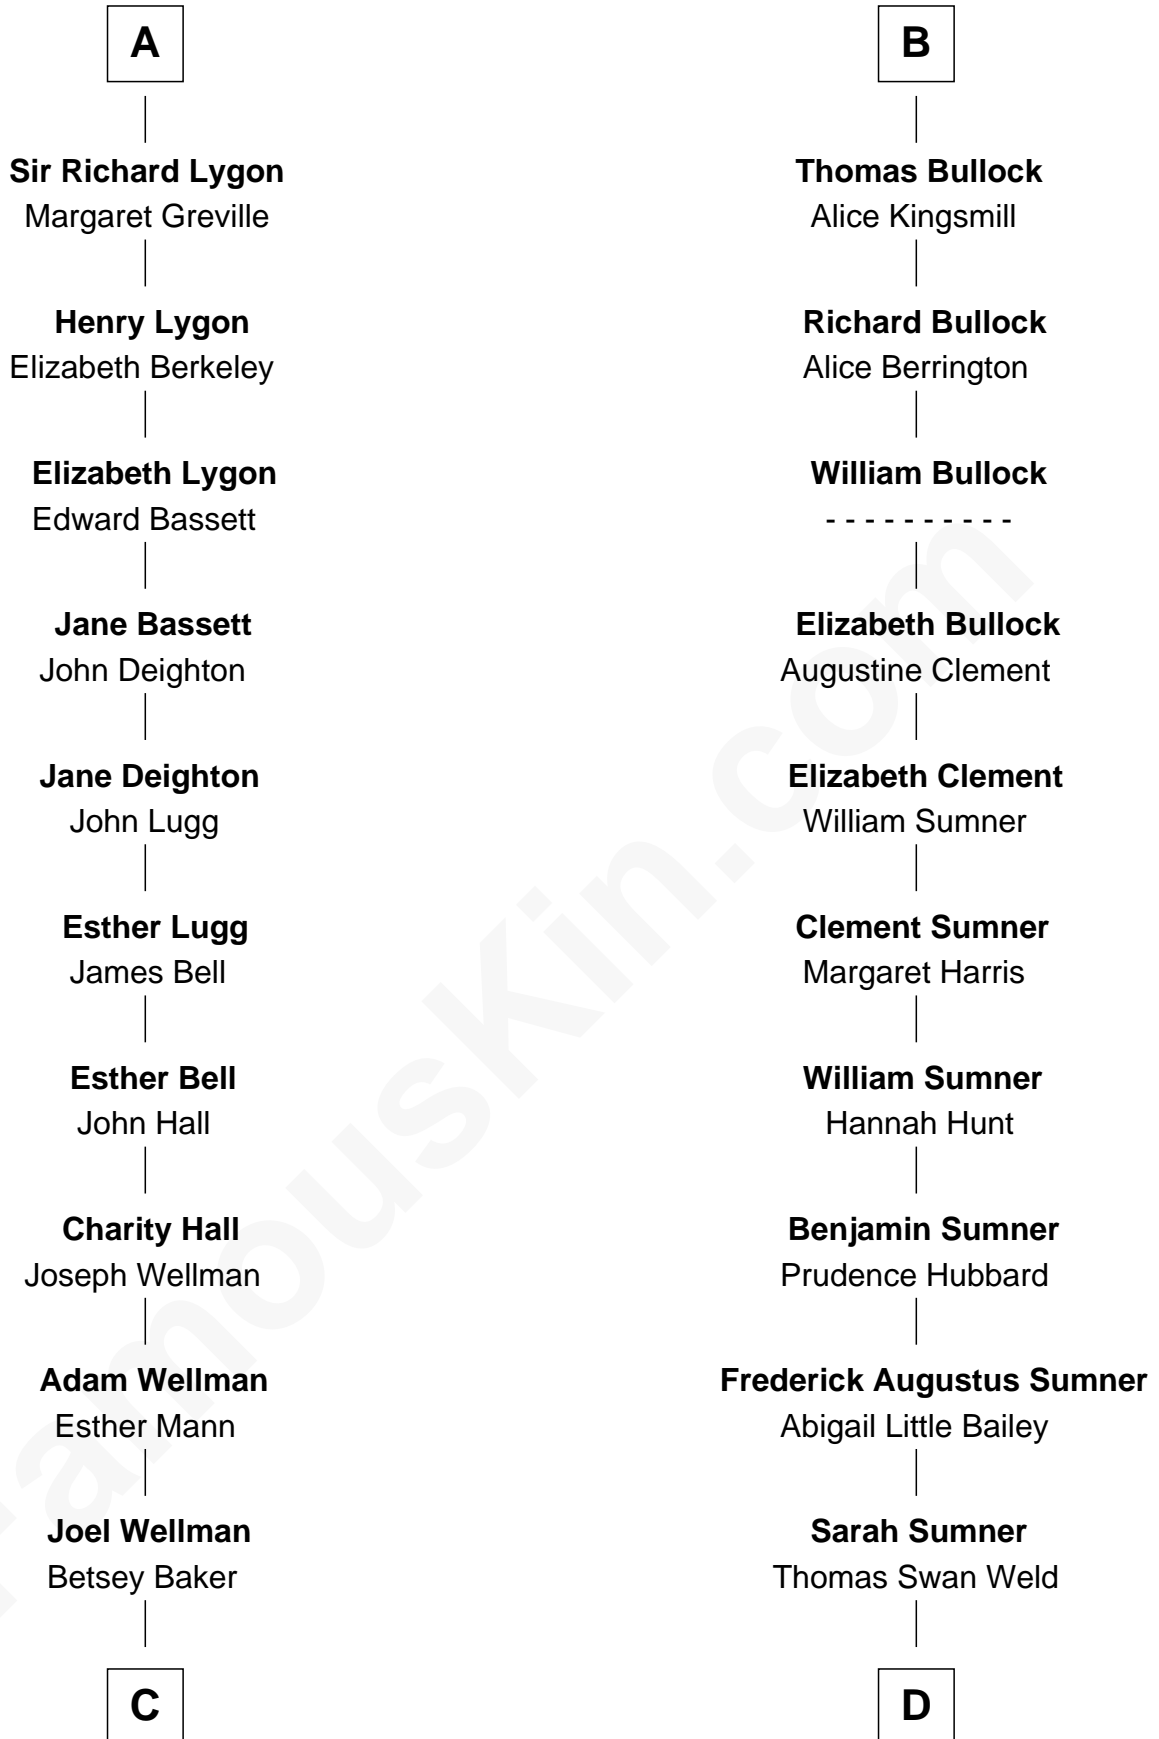 A
Sir Richard Lygon
Margaret Greville
Henry Lygon
Elizabeth Berkeley
Elizabeth Lygon
Edward Bassett
Jane Bassett
John Deighton
Jane Deighton
John Lugg
Esther Lugg
James Bell
Esther Bell
John Hall
Charity Hall
Joseph Wellman
Adam Wellman
Esther Mann
Joel Wellman
Betsey Baker
C
B
Thomas Bullock
Alice Kingsmill
Richard Bullock
Alice Berrington
William Bullock
- - - - - - - - - -
Elizabeth Bullock
Augustine Clement
Elizabeth Clement
William Sumner
Clement Sumner
Margaret Harris
William Sumner
Hannah Hunt
Benjamin Sumner
Prudence Hubbard
Frederick Augustus Sumner
Abigail Little Bailey
Sarah Sumner
Thomas Swan Weld
D
FamousKin.com